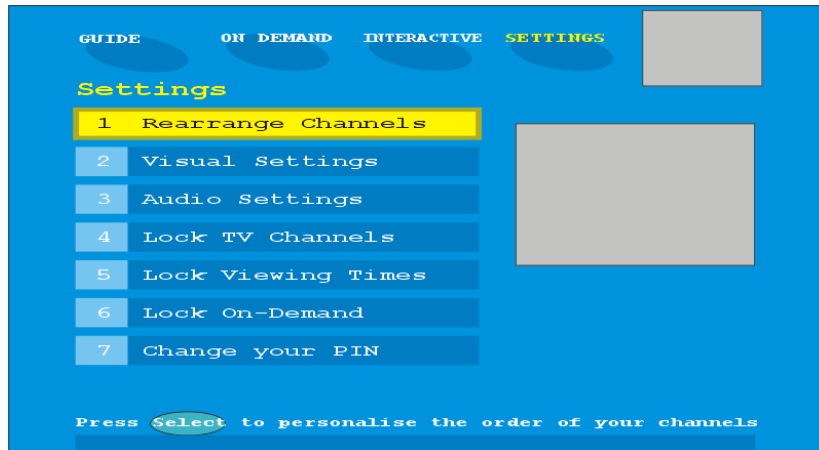 GUIDE ON DEMAND INTERACTIVE SETTINGS
Settings
1 Rearrange Channels
2 Visual Settings
3 Audio Settings
4 Lock TV Channels
5 Lock Viewing Times
6 Lock On-Demand
7 Change your PIN
Press Select to personalise the order of your channels